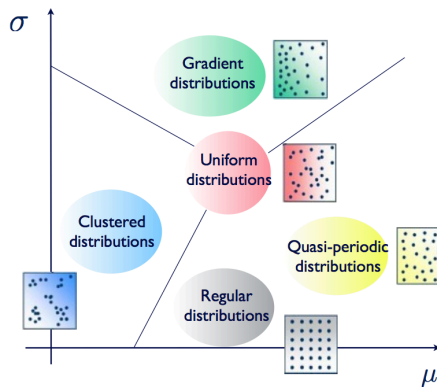 σ
Gradient
distributions
Uniform
distributions
Clustered
distributions
Quasi-periodic
distributions
Regular
distributions
μ